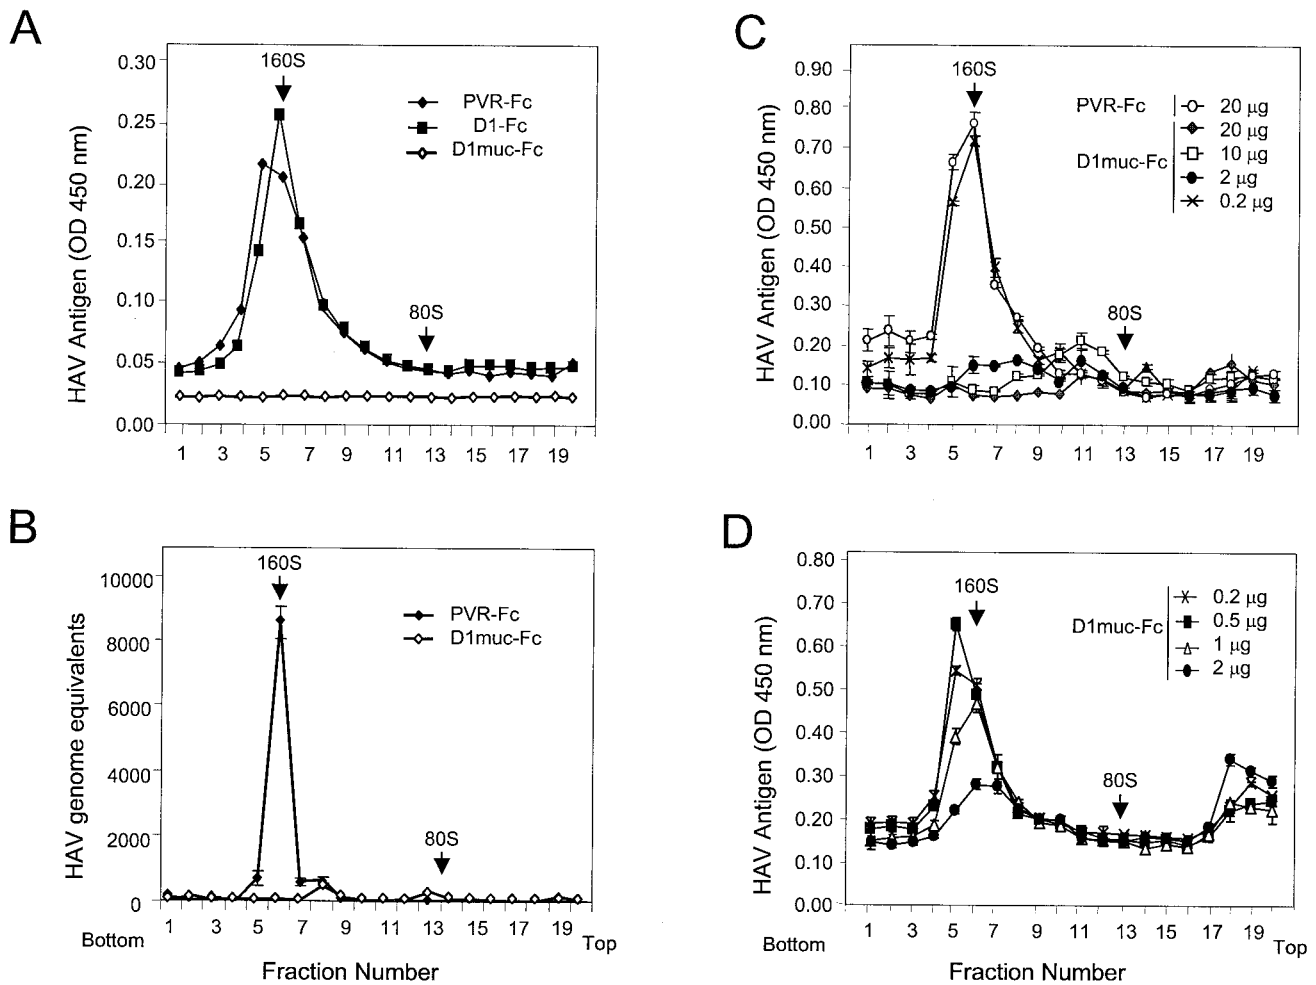 A
HAV Antigen (OD 450 nm)
0.30
0.25
0.20
0.15
0.10
0.05
0.00
160S
80S
PVR-Fc
D1-Fc
D1muc-Fc
1 3 5 7 9 11 13 15 17 19
B
HAV genome equivalents
10000
8000
6000
4000
2000
0
160S
80S
PVR-Fc
D1muc-Fc
1 3 5 7 9 11 13 15 17 19
Bottom Top
Fraction Number
C
HAV Antigen (OD 450 nm)
0.90
0.80
0.70
0.60
0.50
0.40
0.30
0.20
0.10
0.00
160S
80S
PVR-Fc 20 µg
D1muc-Fc
20 µg
10 µg
2 µg
0.2 µg
1 3 5 7 9 11 13 15 17 19
D
HAV Antigen (OD 450 nm)
0.80
0.70
0.60
0.50
0.40
0.30
0.20
0.10
0.00
160S
80S
D1muc-Fc
0.2 µg
0.5 µg
1 µg
2 µg
1 3 5 7 9 11 13 15 17 19
Bottom Top
Fraction Number